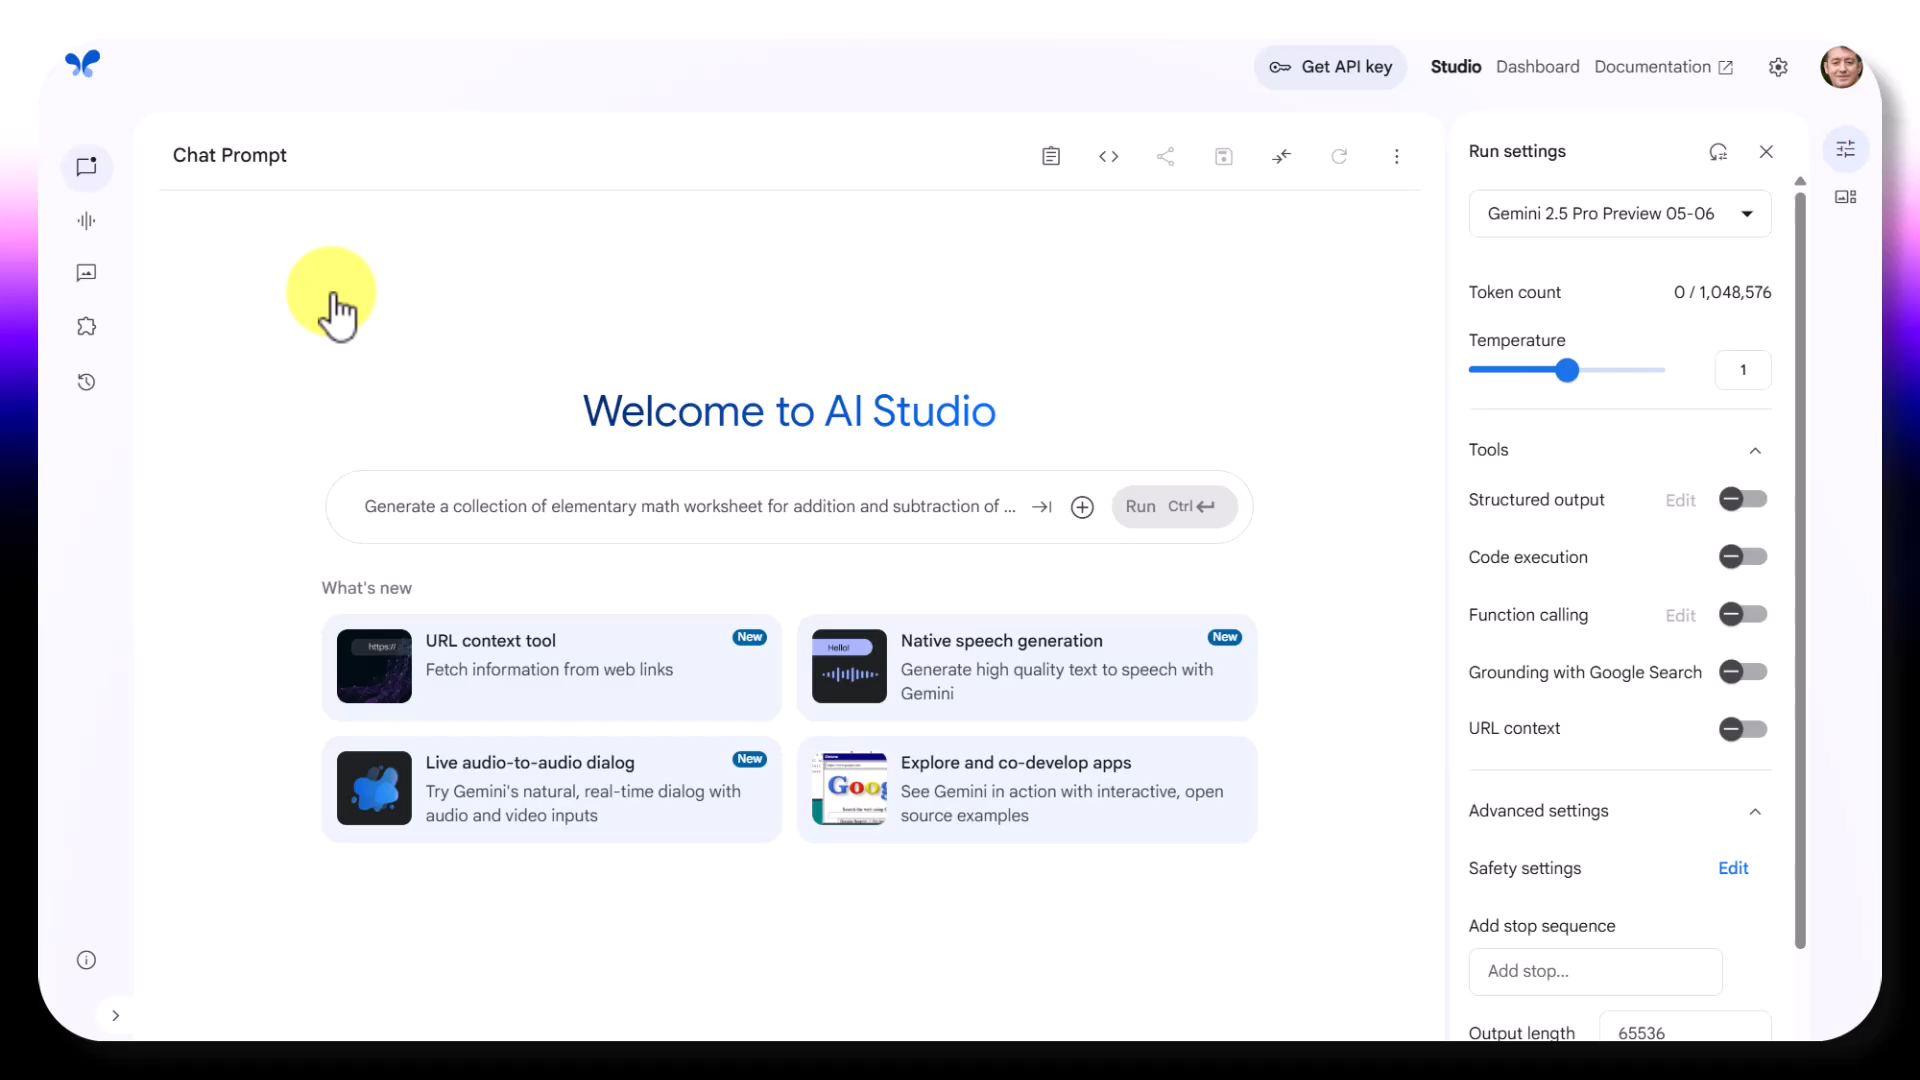 Get API key
Studio
Dashboard
Documentation
Chat Prompt
Run settings
Gemini 2.5 Pro Preview 05-06
Token count
0 / 1,048,576
Temperature
1
Welcome to AI Studio
Generate a collection of elementary math worksheet for addition and subtraction of ...
Run Ctrl
What's new
https://
URL context tool
New
Fetch information from web links
Hello!
Native speech generation
New
Generate high quality text to speech with
Gemini
Live audio-to-audio dialog
New
Try Gemini's natural, real-time dialog with
audio and video inputs
Goog
Explore and co-develop apps
See Gemini in action with interactive, open
source examples
Tools
Structured output
Edit
Code execution
Function calling
Edit
Grounding with Google Search
URL context
Advanced settings
Safety settings
Edit
Add stop sequence
Add stop...
Output length
65536